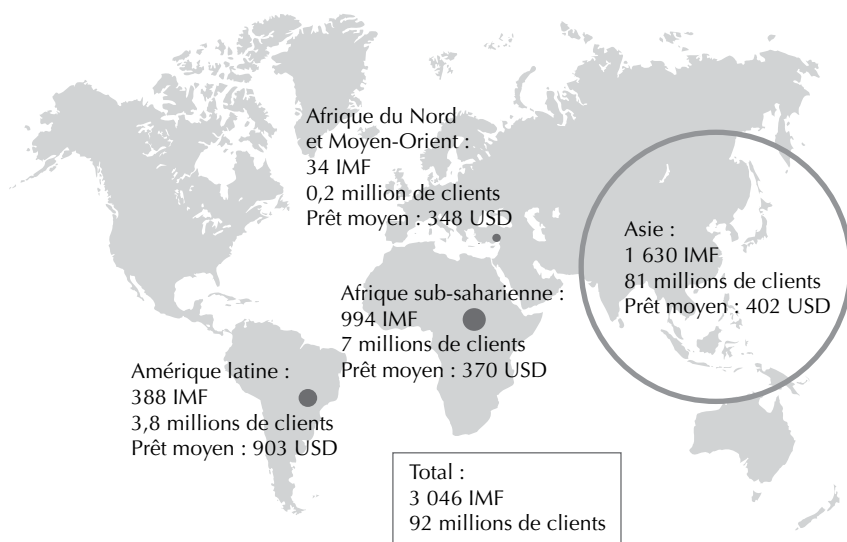 Afrique du Nord
et Moyen-Orient :
34 IMF
0,2 million de clients
Prêt moyen : 348 USD
Asie :
1 630 IMF
81 millions de clients
Prêt moyen : 402 USD
Afrique sub-saharienne :
994 IMF
7 millions de clients
Prêt moyen : 370 USD
Amérique latine :
388 IMF
3,8 millions de clients
Prêt moyen : 903 USD
Total :
3 046 IMF
92 millions de clients